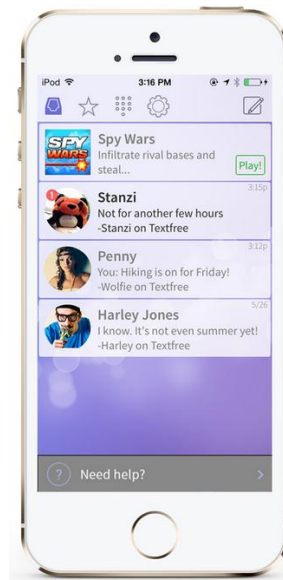 iPod
3:16 PM
SPY
WARS
Spy Wars
Infiltrate rival bases and
steal...
Play!
1
Stanzi
3:15p
Not for another few hours
-Stanzi on Textfree
Penny
3:12p
You: Hiking is on for Friday!
-Wolfie on Textfree
Harley Jones
5/26
I know. It's not even summer yet!
-Harley on Textfree
?
Need help?